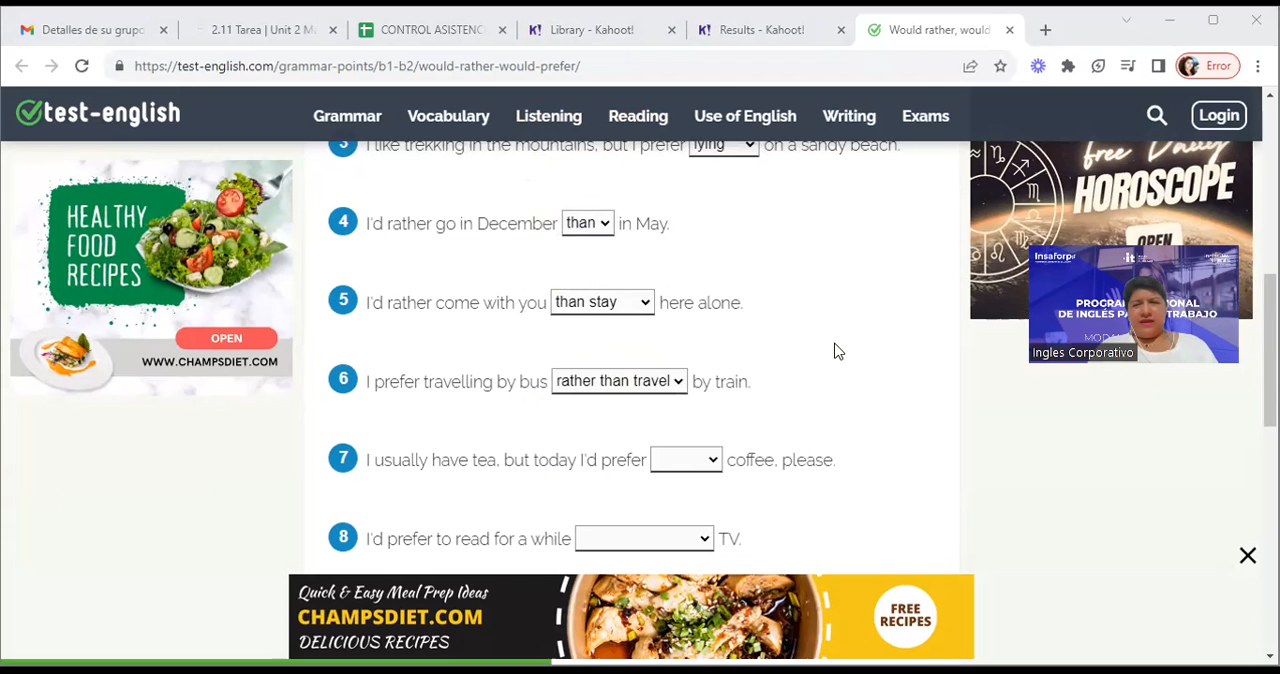 Detalles de su grupo
2.11 Tarea | Unit 2 M
CONTROL ASISTENC
Library - Kahoot!
Results - Kahoot!
Would rather, would
https://test-english.com/grammar-points/b1-b2/would-rather-would-prefer/
Error
test-english
Grammar
Vocabulary
Listening
Reading
Use of English
Writing
Exams
Login
3 I like trekking in the mountains, but I prefer lying on a sandy beach.
4 I'd rather go in December than in May.
5 I'd rather come with you than stay here alone.
6 I prefer travelling by bus rather than travel by train.
7 I usually have tea, but today I'd prefer coffee, please.
8 I'd prefer to read for a while TV.
HEALTHY
FOOD
RECIPES
OPEN
WWW.CHAMPSDIET.COM
free Daily
HOROSCOPE
OPEN
Insaforp
Ingles Corporativo
Quick & Easy Meal Prep Ideas
CHAMPSDIET.COM
DELICIOUS RECIPES
FREE
RECIPES